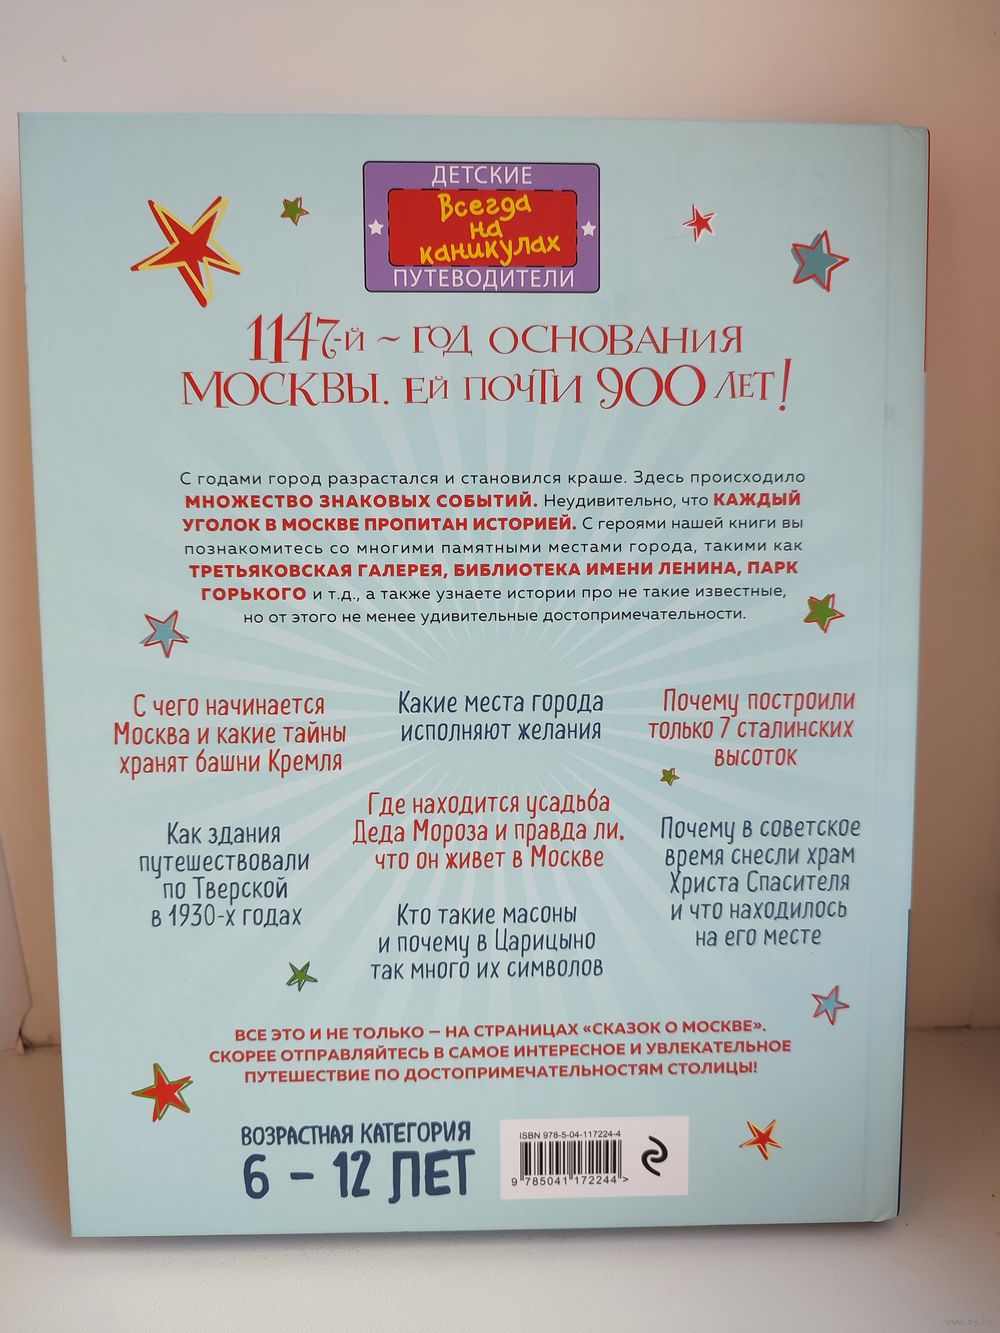 ДЕТСКИЕ
Всегда
на
каникулах
ПУТЕВОДИТЕЛИ
1147-й ~ ГОД ОСНОВАНИЯ
МОСКВЫ. ЕЙ ПОЧТИ 900 ЛЕТ!
С годами город разрастался и становился краше. Здесь происходило
МНОЖЕСТВО ЗНАКОВЫХ СОБЫТИЙ. Неудивительно, что КАЖДЫЙ
УГОЛОК В МОСКВЕ ПРОПИТАН ИСТОРИЕЙ. С героями нашей книги вы
познакомитесь со многими памятными местами города, такими как
ТРЕТЬЯКОВСКАЯ ГАЛЕРЕЯ, БИБЛИОТЕКА ИМЕНИ ЛЕНИНА, ПАРК
ГОРЬКОГО и т.д., а также узнаете истории про не такие известные,
но от этого не менее удивительные достопримечательности.
С чего начинается
Москва и какие тайны
хранят башни Кремля
Какие места города
исполняют желания
Почему построили
только 7 сталинских
высоток
Как здания
путешествовали
по Тверской
в 1930-х годах
Где находится усадьба
Деда Мороза и правда ли,
что он живет в Москве
Почему в советское
время снесли храм
Христа Спасителя
и что находилось
на его месте
Кто такие масоны
и почему в Царицыно
так много их символов
ВСЕ ЭТО И НЕ ТОЛЬКО — НА СТРАНИЦАХ «СКАЗОК О МОСКВЕ».
СКОРЕЕ ОТПРАВЛЯЙТЕСЬ В САМОЕ ИНТЕРЕСНОЕ И УВЛЕКАТЕЛЬНОЕ
ПУТЕШЕСТВИЕ ПО ДОСТОПРИМЕЧАТЕЛЬНОСТЯМ СТОЛИЦЫ!
ВОЗРАСТНАЯ КАТЕГОРИЯ
6 – 12 ЛЕТ
ISBN 978-5-04-117224-4
9 785041 172244 >
www.ay.by